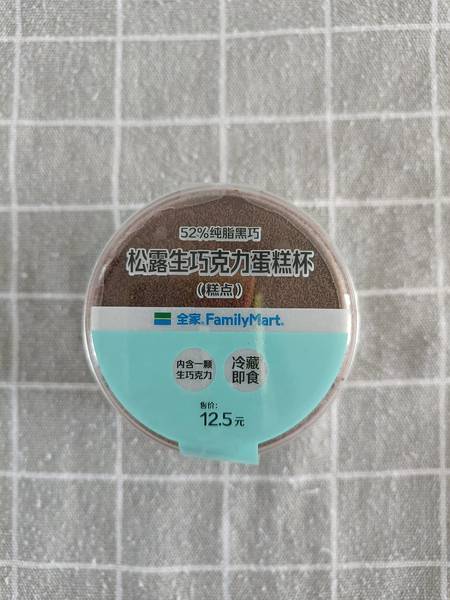 52%纯脂黑巧
松露生巧克力蛋糕杯
(糕点)
全家®FamilyMart®
内含一颗
生巧克力
冷藏
即食
售价:
12.5元